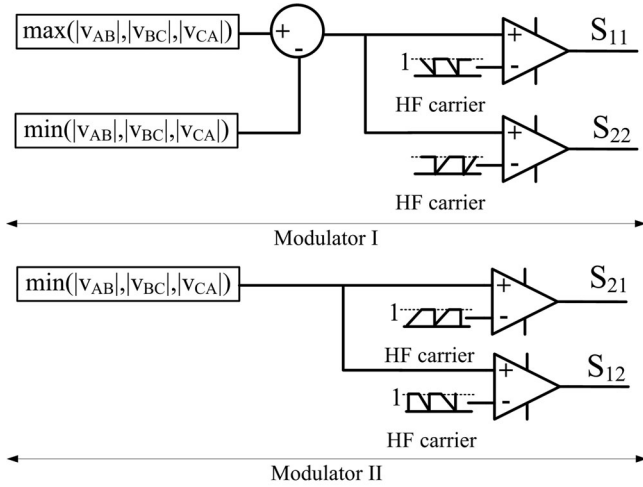 max(|vAB|,|vBC|,|vCA|)
+
-
+
-
S11
1
HF carrier
min(|vAB|,|vBC|,|vCA|)
+
-
S22
HF carrier
Modulator I
min(|vAB|,|vBC|,|vCA|)
+
-
S21
1
HF carrier
+
-
S12
1
HF carrier
Modulator II